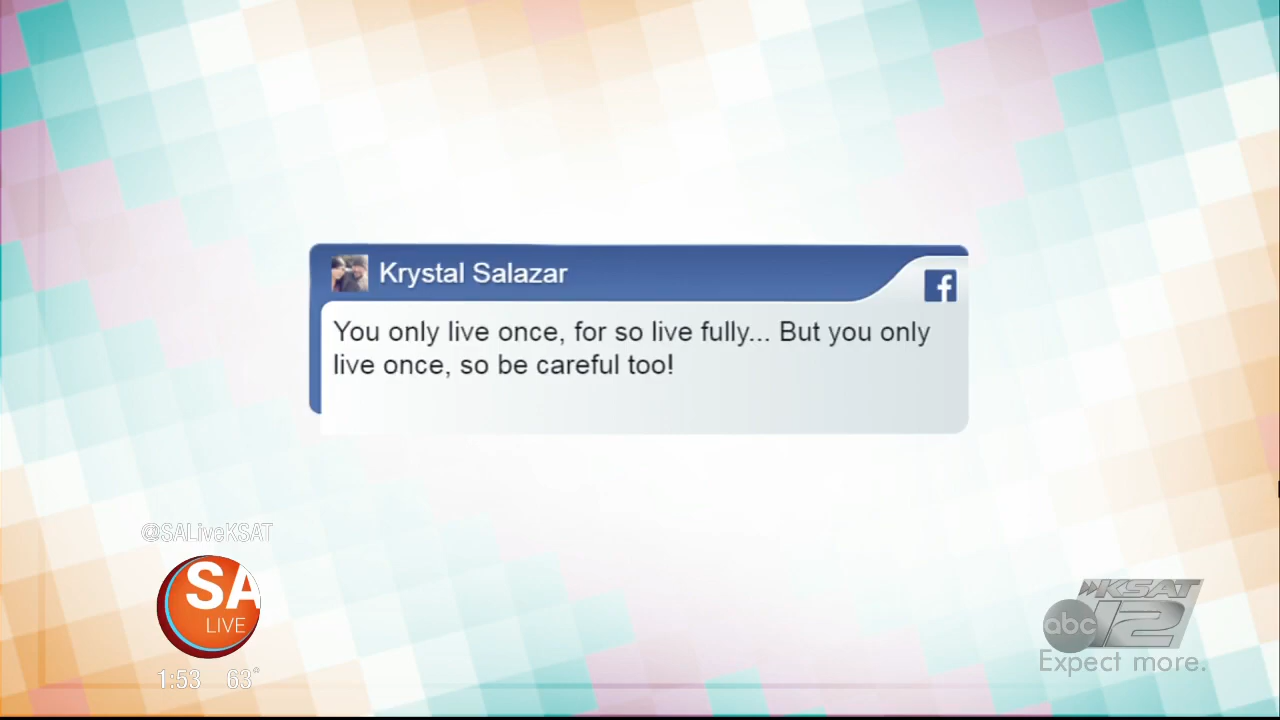 Krystal Salazar
f
You only live once, for so live fully... But you only
live once, so be careful too!
@SALiveKSAT
SA
LIVE
1:53 63°
KSAT
abc 12
Expect more.